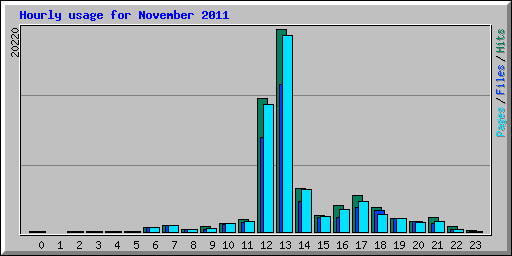 Hourly usage for November 2011
20220
Pages/Files/Hits
0 1 2 3 4 5 6 7 8 9 10 11 12 13 14 15 16 17 18 19 20 21 22 23